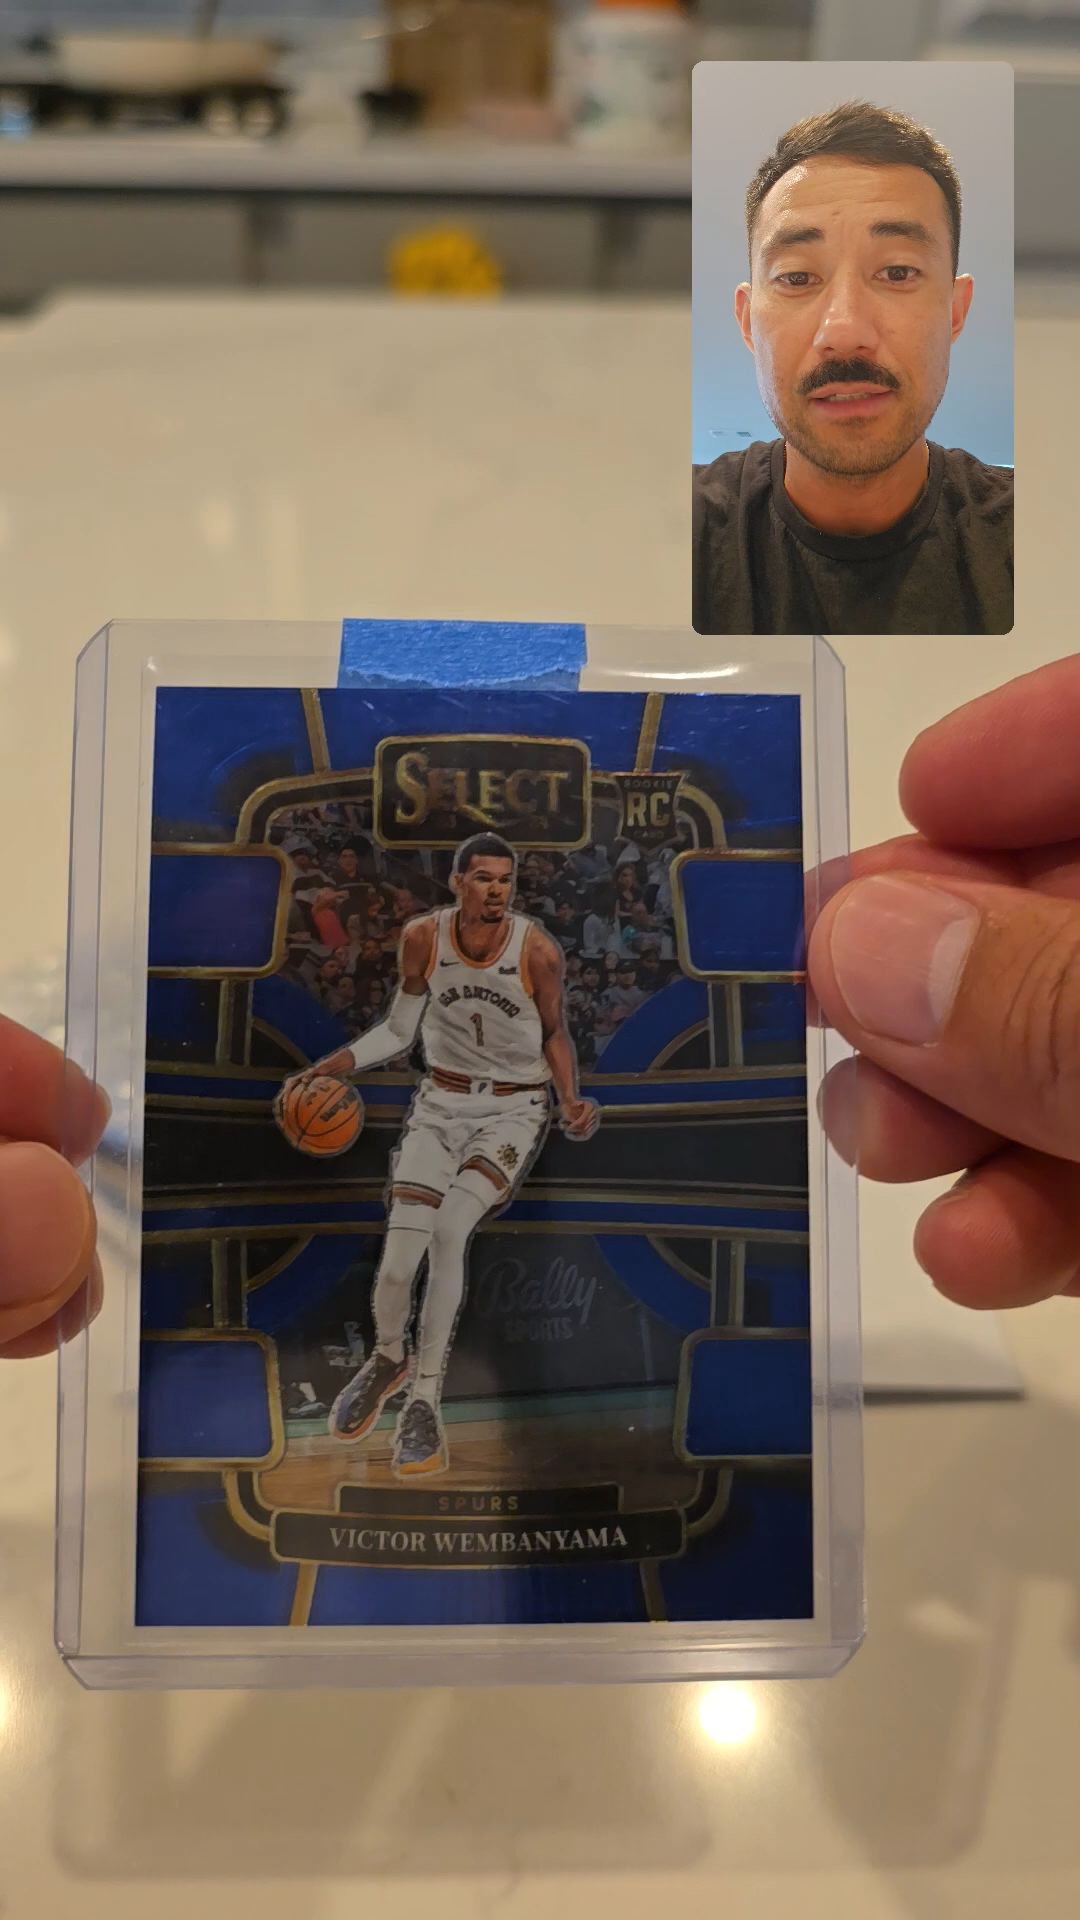 SELECT
ROOKIE
RC
CARD
SAN ANTONIO
1
Bally
SPORTS
SPURS
VICTOR WEMBANYAMA